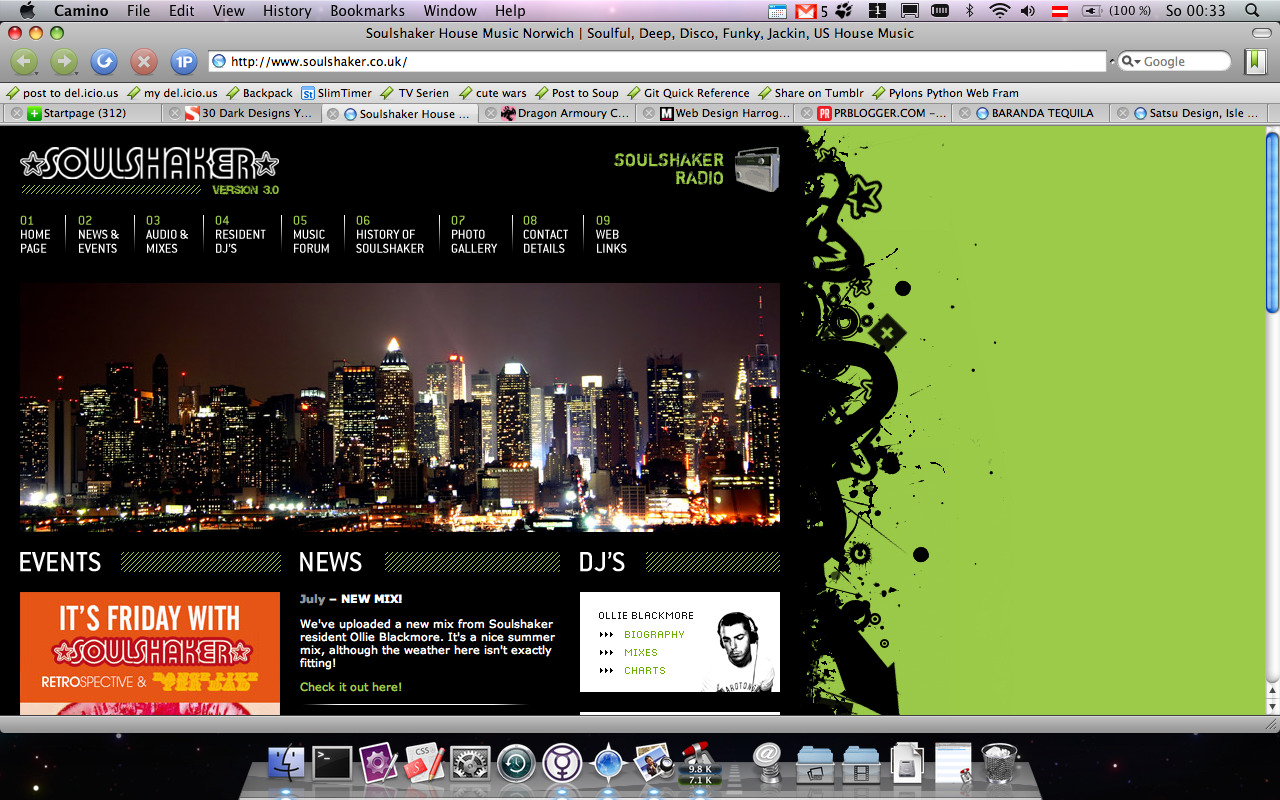 Camino File Edit View History Bookmarks Window Help 5 1 (100 %) So 00:33
Soulshaker House Music Norwich | Soulful, Deep, Disco, Funky, Jackin, US House Music
1P http://www.soulshaker.co.uk/ Google
post to del.icio.us my del.icio.us Backpack St SlimTimer TV Serien cute wars Post to Soup Git Quick Reference Share on Tumblr Pylons Python Web Fram
Startpage (312) 30 Dark Designs Y... Soulshaker House ... Dragon Armoury C... M Web Design Harrog... PR PRBLOGGER.COM –... BARANDA TEQUILA Satsu Design, Isle ...
SOULSHAKER
VERSION 3.0
SOULSHAKER
RADIO
01
HOME
PAGE
02
NEWS &
EVENTS
03
AUDIO &
MIXES
04
RESIDENT
DJ'S
05
MUSIC
FORUM
06
HISTORY OF
SOULSHAKER
07
PHOTO
GALLERY
08
CONTACT
DETAILS
09
WEB
LINKS
EVENTS
IT'S FRIDAY WITH
SOULSHAKER
RETROSPECTIVE & DANCE LIKE
YER DAD
NEWS
July – NEW MIX!
We've uploaded a new mix from Soulshaker
resident Ollie Blackmore. It's a nice summer
mix, although the weather here isn't exactly
fitting!
Check it out here!
DJ'S
OLLIE BLACKMORE
BIOGRAPHY
MIXES
CHARTS
CSS
9.8 K
7.1 K